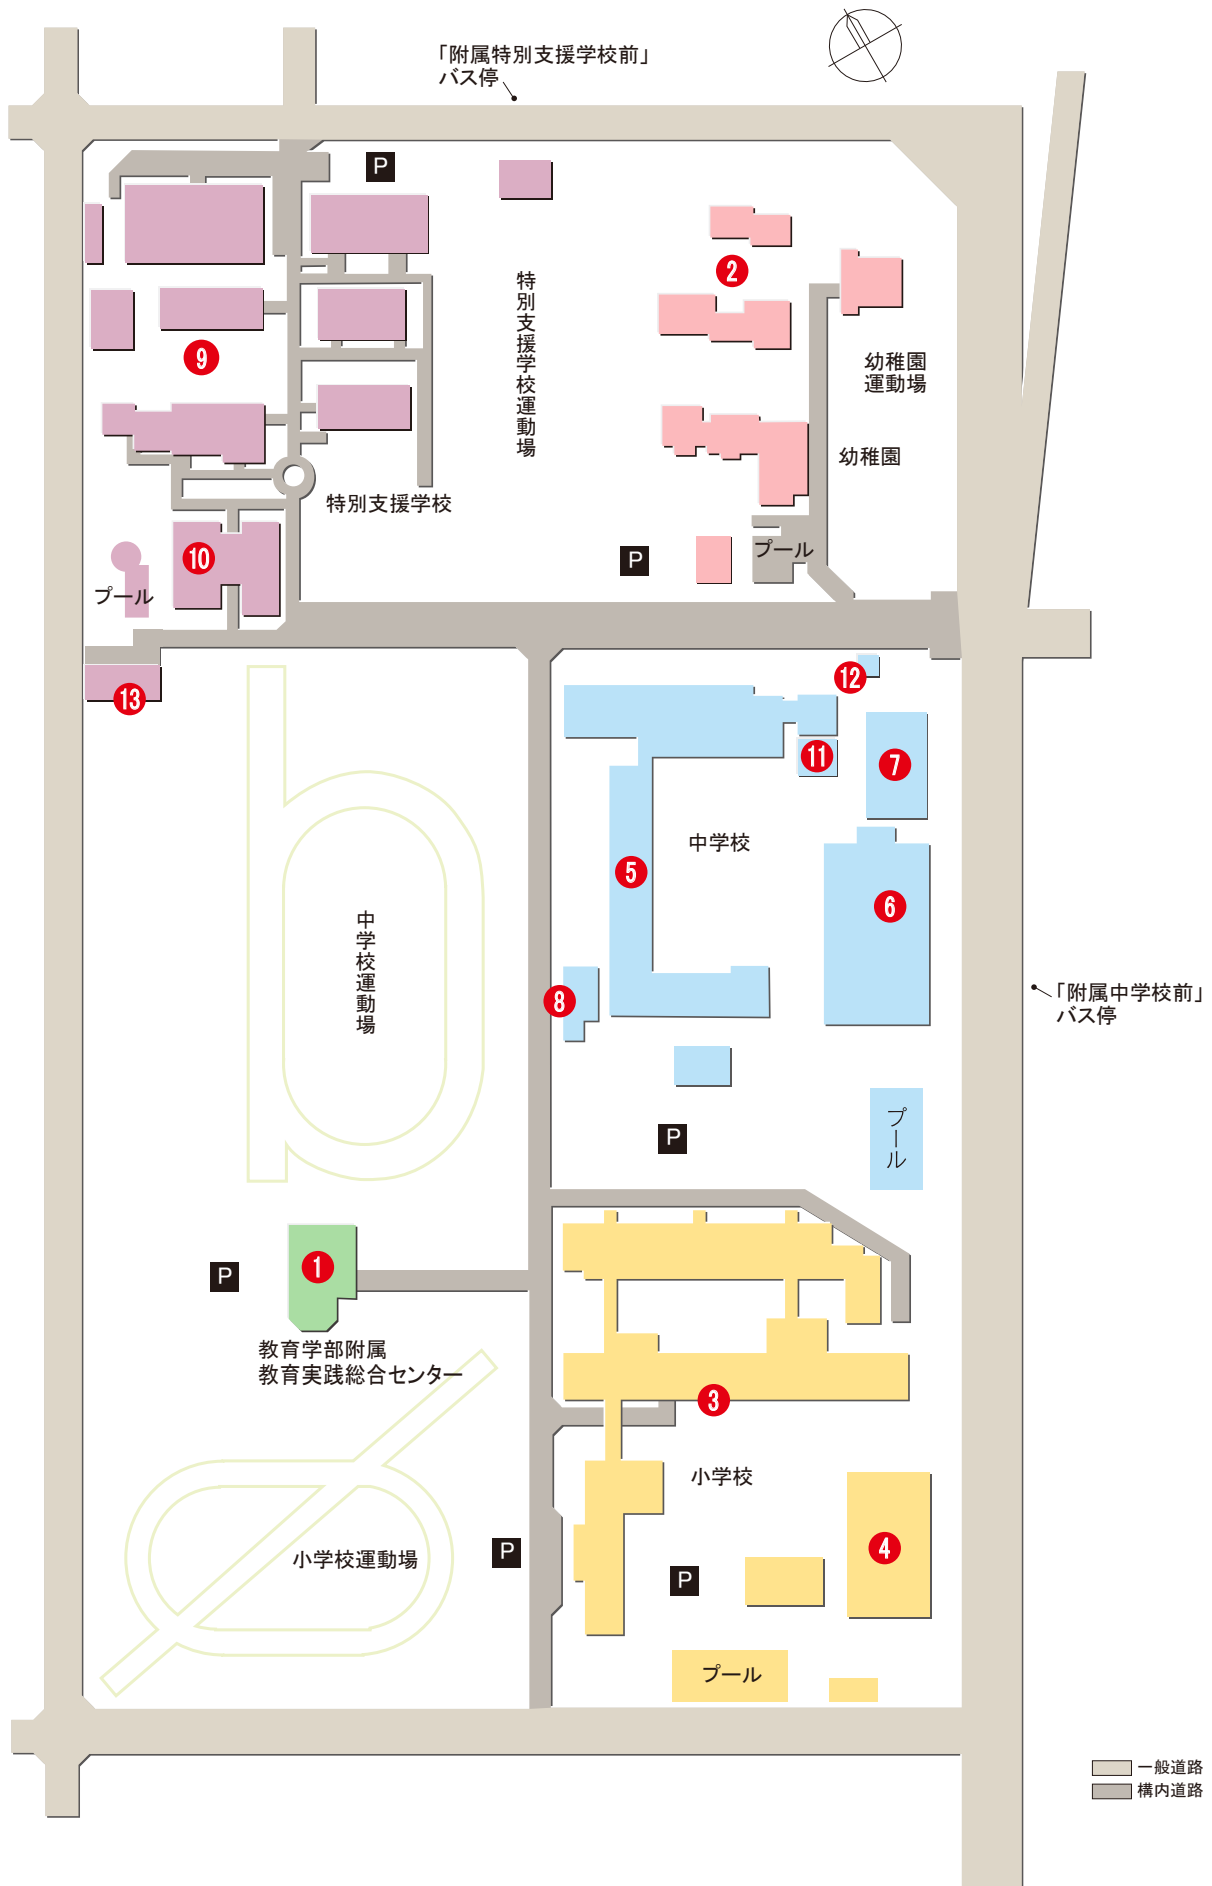 「附属特別支援学校前」
バス停
P
2
特別支援学校運動場
9
幼稚園
運動場
幼稚園
特別支援学校
プール
P
10
プール
13
12
11
7
中学校
5
6
中学校運動場
8
「附属中学校前」
バス停
プール
P
1
P
教育学部附属
教育実践総合センター
3
小学校
4
小学校運動場
P
P
プール
一般道路
構内道路